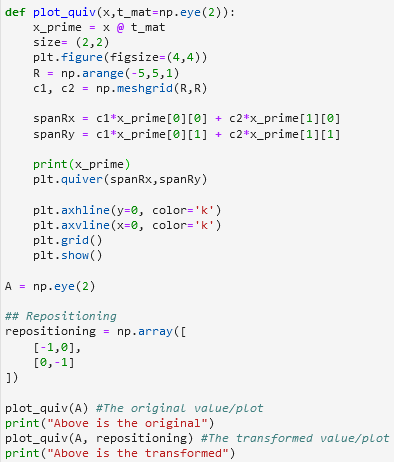 def plot_quiv(x,t_mat=np.eye(2)):
    x_prime = x @ t_mat
    size= (2,2)
    plt.figure(figsize=(4,4))
    R = np.arange(-5,5,1)
    c1, c2 = np.meshgrid(R,R)

    spanRx = c1*x_prime[0][0] + c2*x_prime[1][0]
    spanRy = c1*x_prime[0][1] + c2*x_prime[1][1]

    print(x_prime)
    plt.quiver(spanRx,spanRy)

    plt.axhline(y=0, color='k')
    plt.axvline(x=0, color='k')
    plt.grid()
    plt.show()

A = np.eye(2)

## Repositioning
repositioning = np.array([
    [-1,0],
    [0,-1]
])

plot_quiv(A) #The original value/plot
print("Above is the original")
plot_quiv(A, repositioning) #The transformed value/plot
print("Above is the transformed")